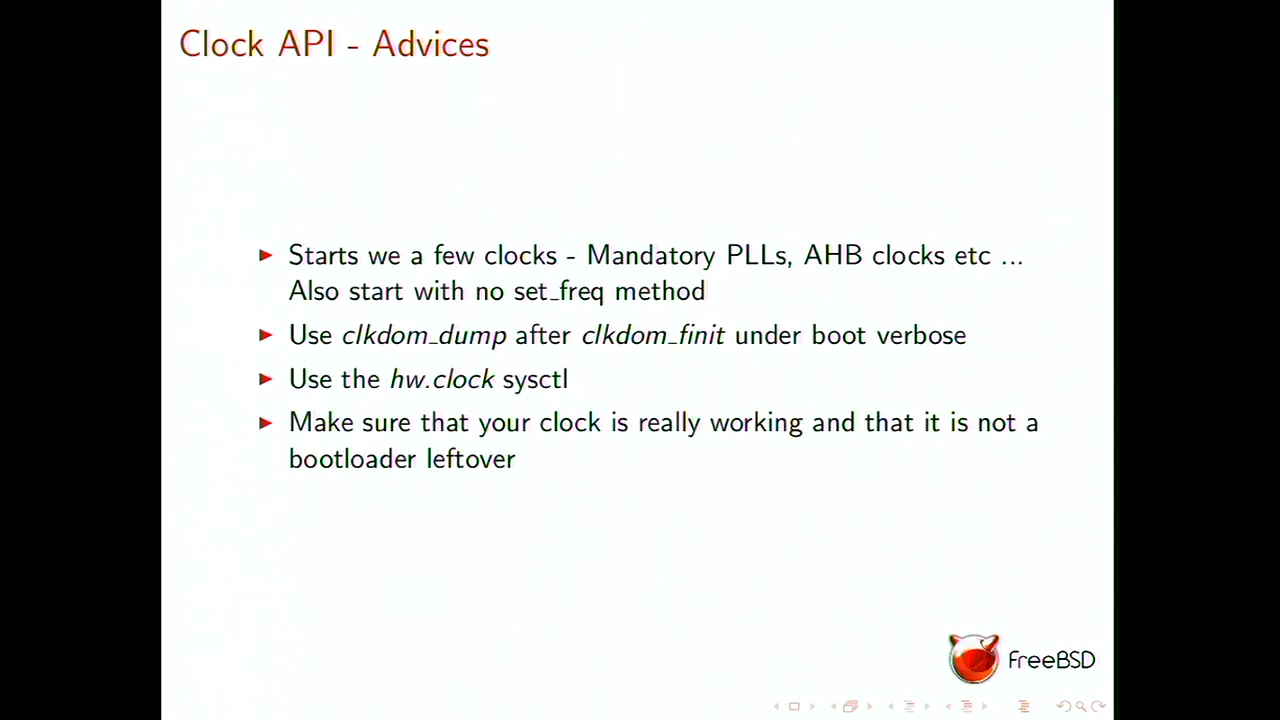 Clock API - Advices
Starts we a few clocks - Mandatory PLLs, AHB clocks etc ...
Also start with no set_freq method
Use clkdom_dump after clkdom_finit under boot verbose
Use the hw.clock sysctl
Make sure that your clock is really working and that it is not a
bootloader leftover
FreeBSD